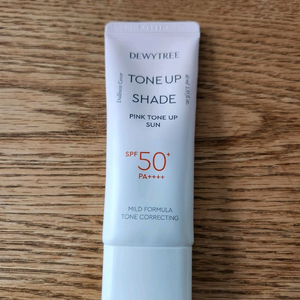 DEWYTREE
TONE UP
SHADE
PINK TONE UP
SUN
SPF 50+
PA++++
MILD FORMULA
TONE CORRECTING